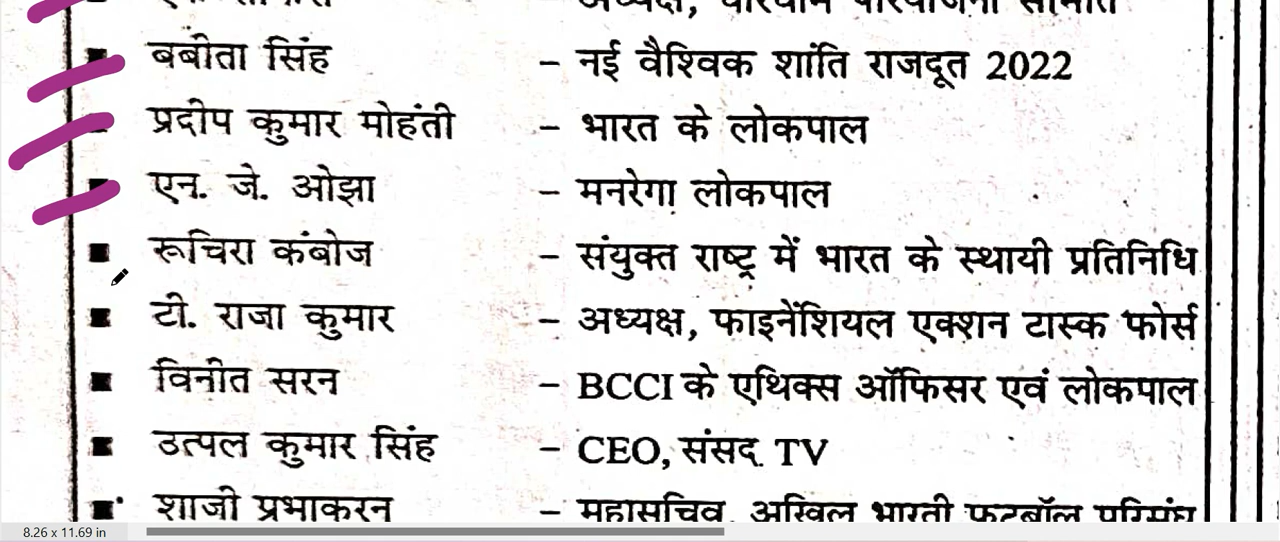 बबीता सिंह – नई वैश्विक शांति राजदूत 2022
प्रदीप कुमार मोहंती – भारत के लोकपाल
एन. जे. ओझा – मनरेगा लोकपाल
रूचिरा कंबोज – संयुक्त राष्ट्र में भारत के स्थायी प्रतिनिधि
टी. राजा कुमार – अध्यक्ष, फाइनेंशियल एक्शन टास्क फोर्स
विनीत सरन – BCCI के एथिक्स ऑफिसर एवं लोकपाल
उत्पल कुमार सिंह – CEO, संसद TV
शाजी प्रभाकरन – महासचिव, अखिल भारती फुटबॉल परिसंघ
8.26 x 11.69 in